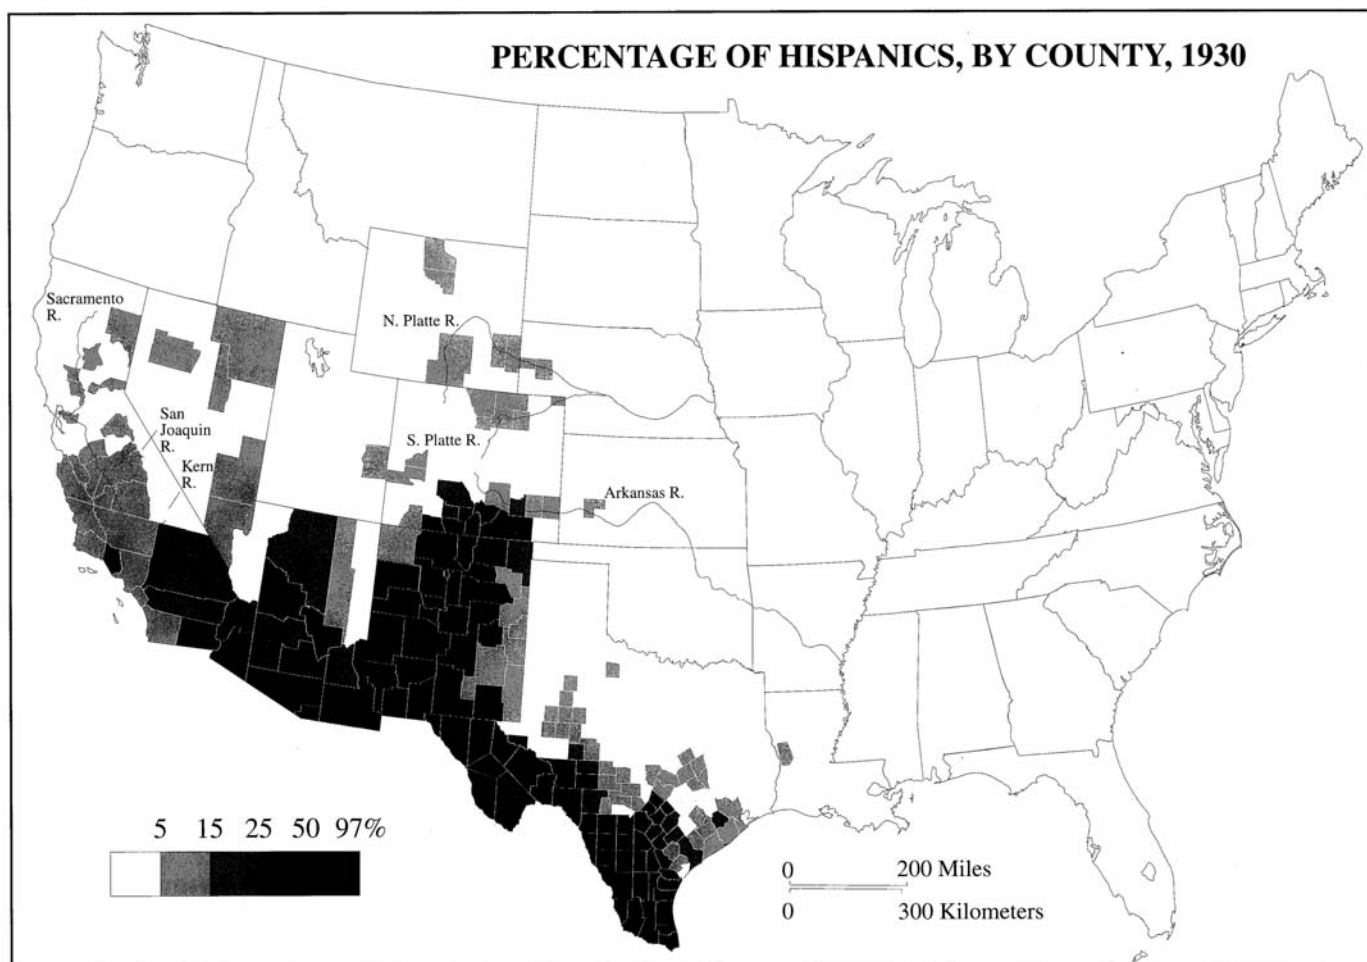 PERCENTAGE OF HISPANICS, BY COUNTY, 1930
Sacramento
R.
N. Platte R.
San
Joaquin
R.
S. Platte R.
Kern
R.
Arkansas R.
5 15 25 50 97%
0 200 Miles
0 300 Kilometers